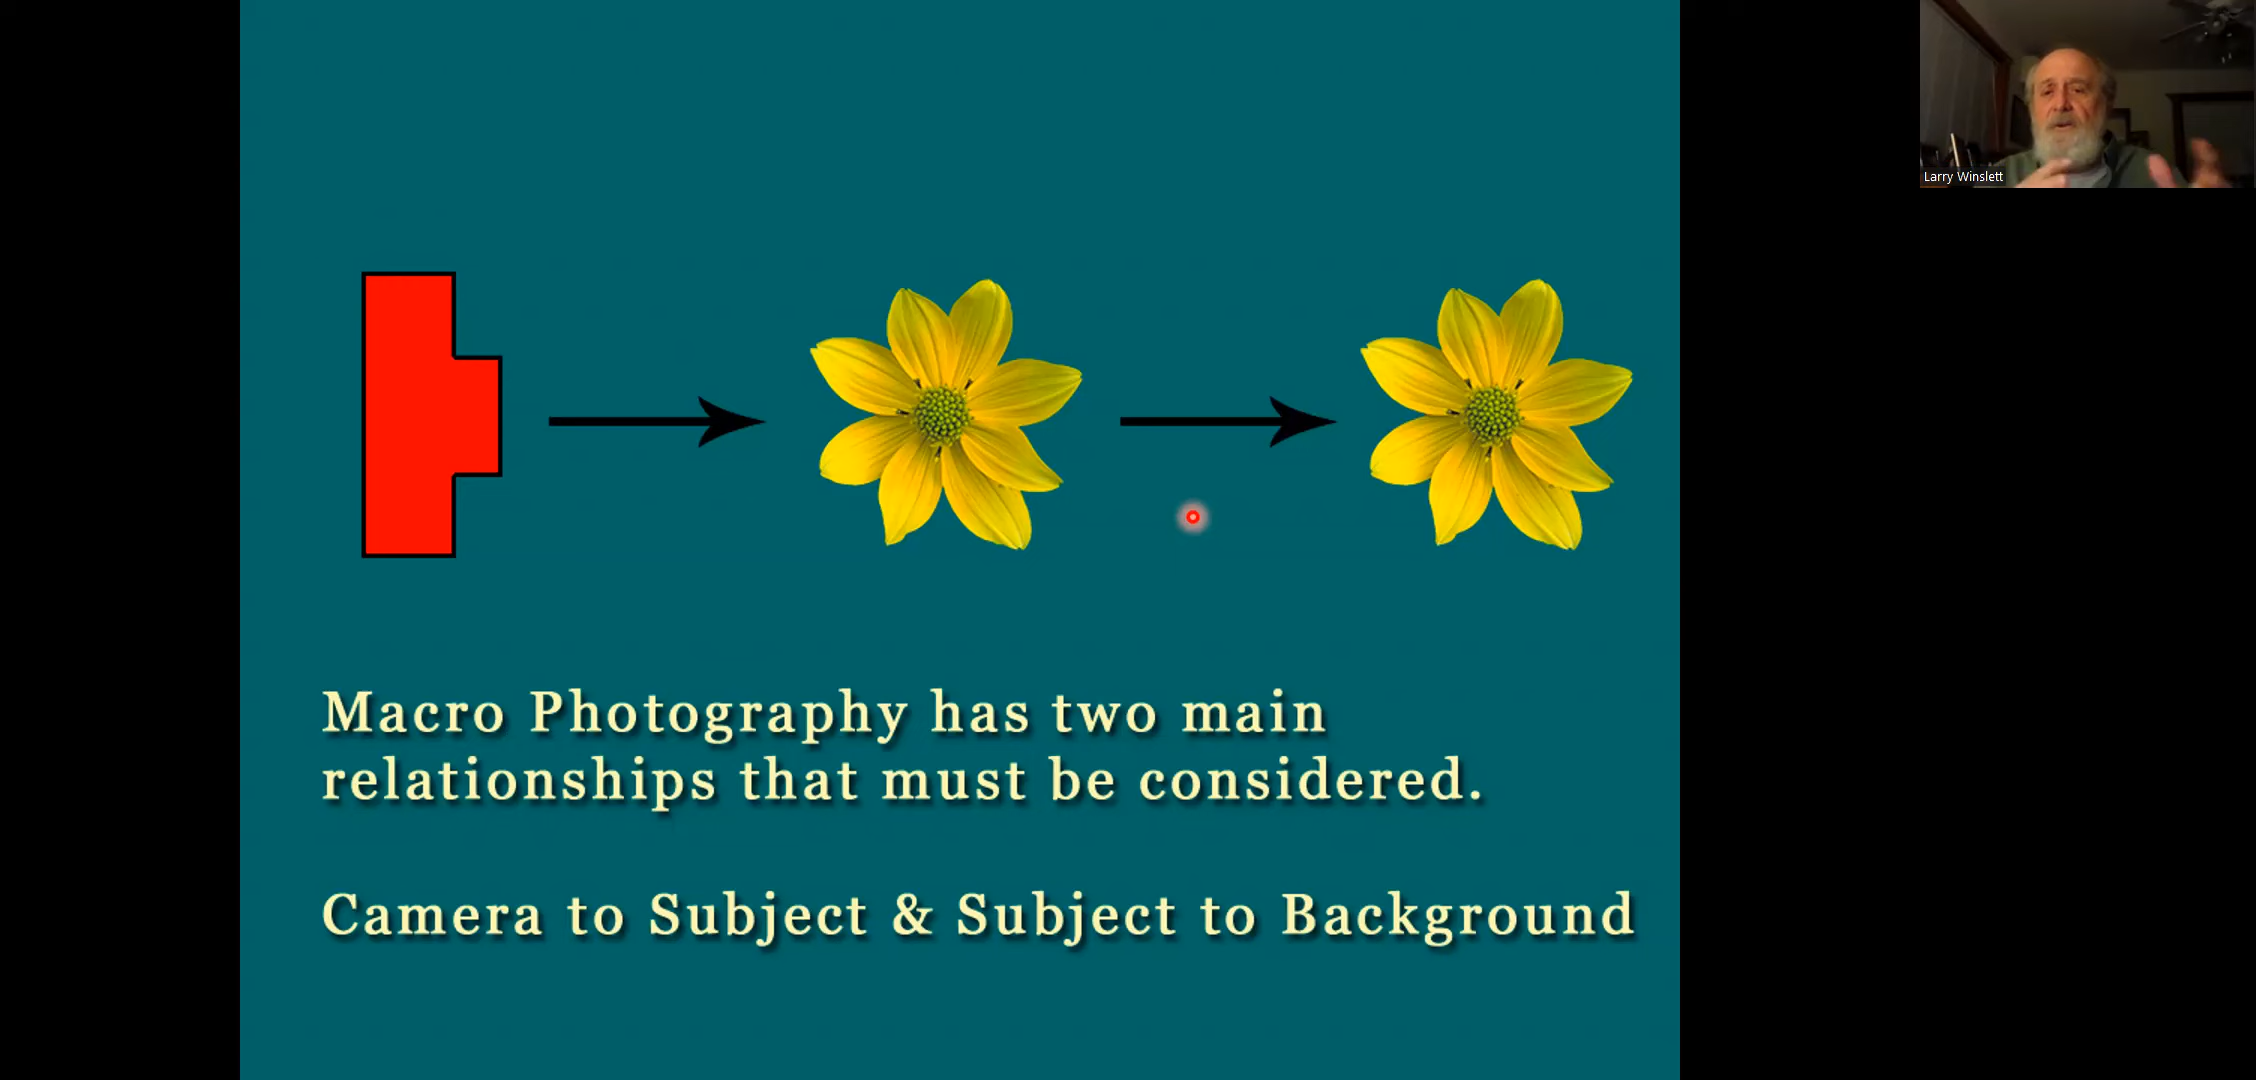 Larry Winslett
Macro Photography has two main
relationships that must be considered.
Camera to Subject & Subject to Background